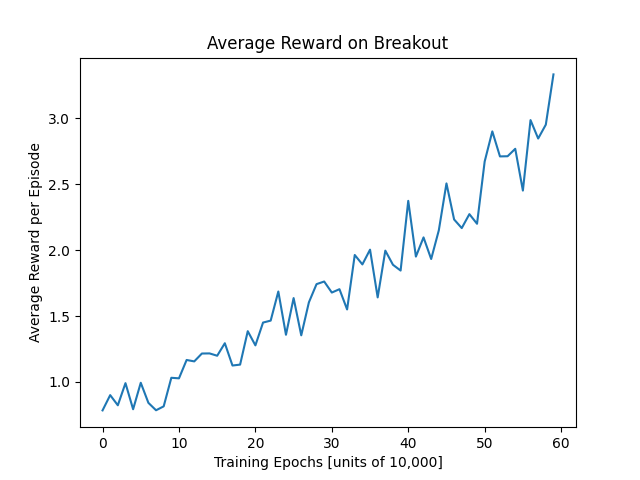 Average Reward on Breakout
Average Reward per Episode
3.0
2.5
2.0
1.5
1.0
0 10 20 30 40 50 60
Training Epochs [units of 10,000]